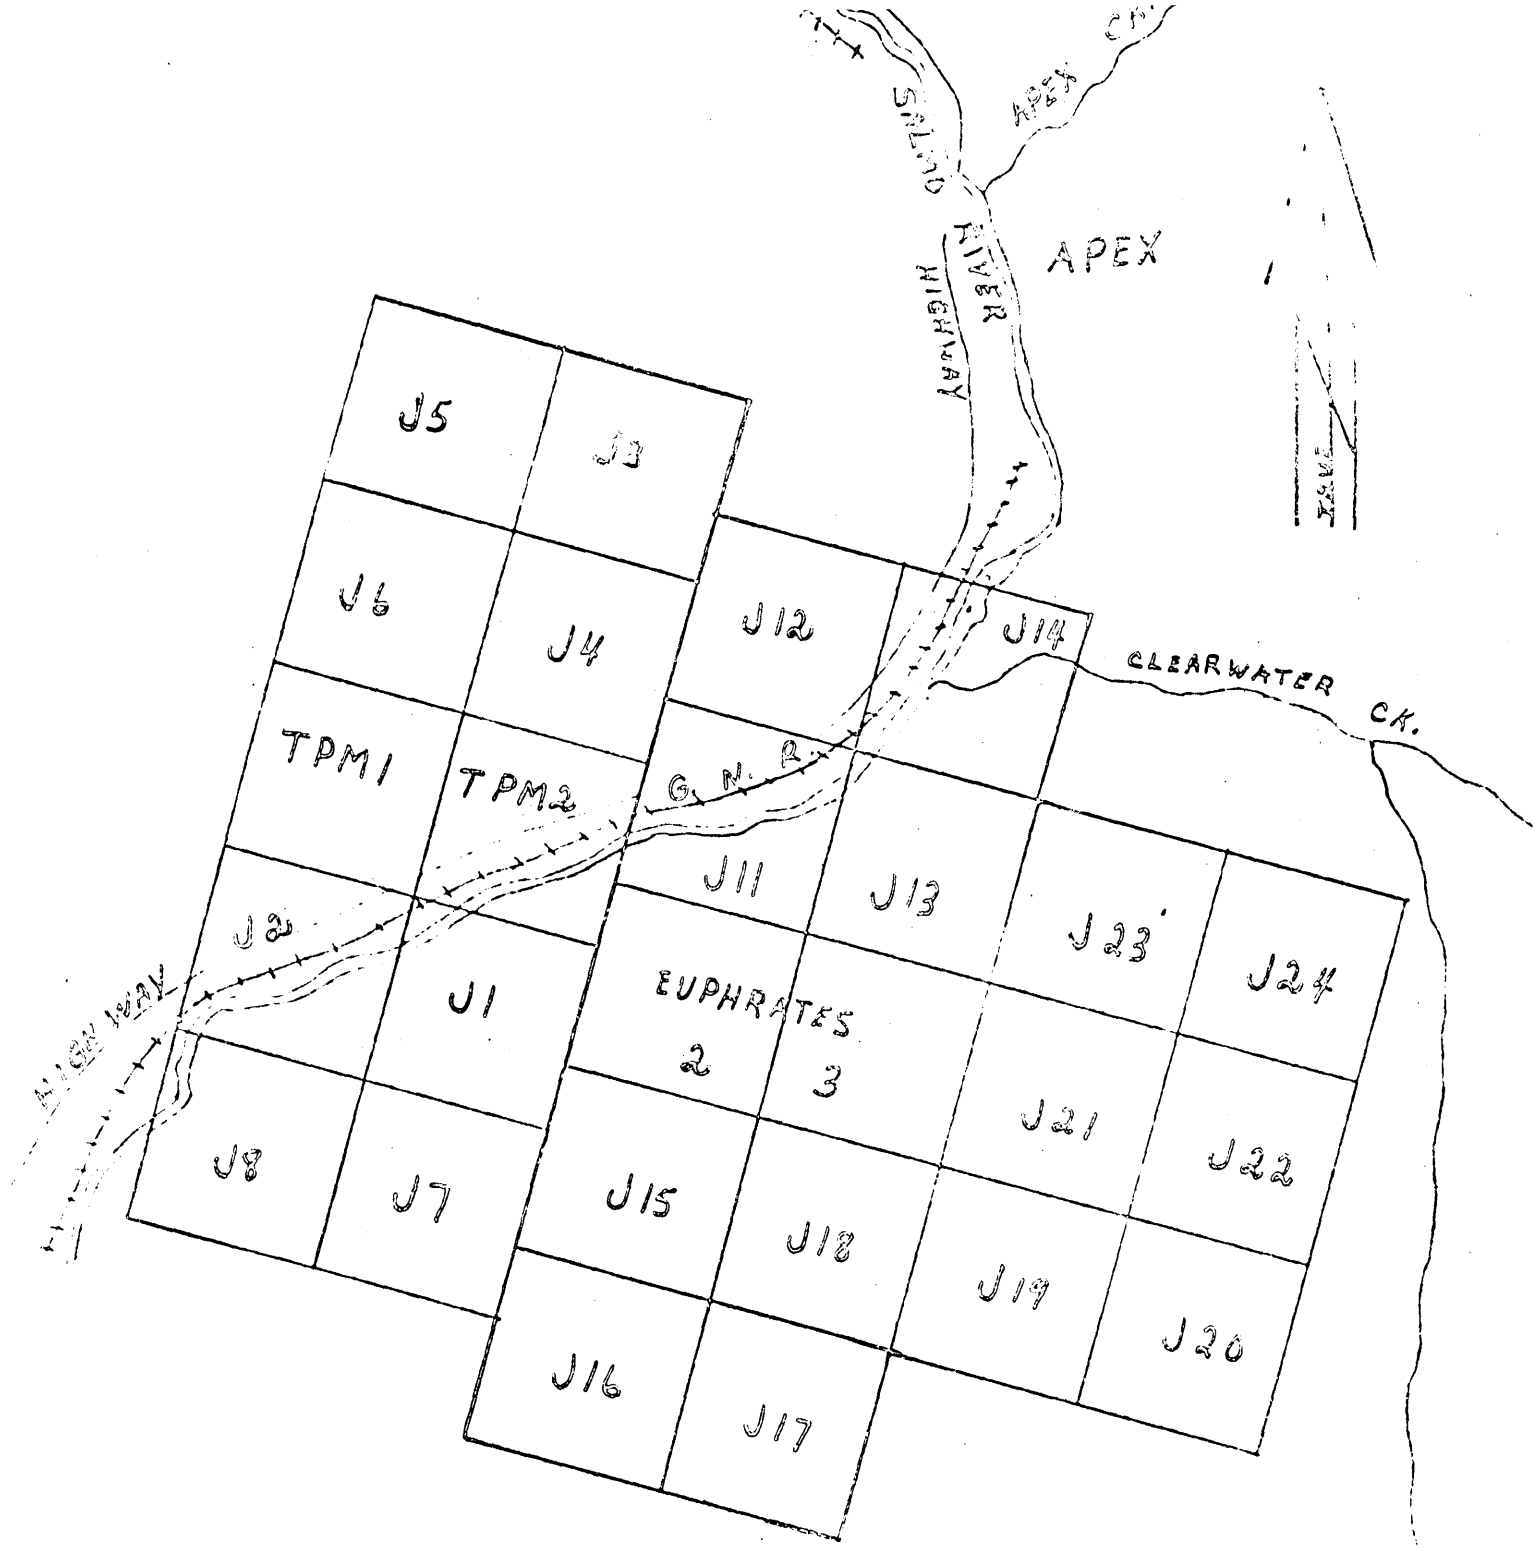 APEX CK.
SALMO RIVER
APEX
HIGHWAY
TRUE
J5
J3
J6
J4
J12
J14
CLEARWATER CK.
TPM1
TPM2
G. N. R.
J11
J13
J2
J1
J23
J24
HIGHWAY
EUPHRATES
2
3
J21
J22
J8
J7
J15
J18
J19
J20
J16
J17